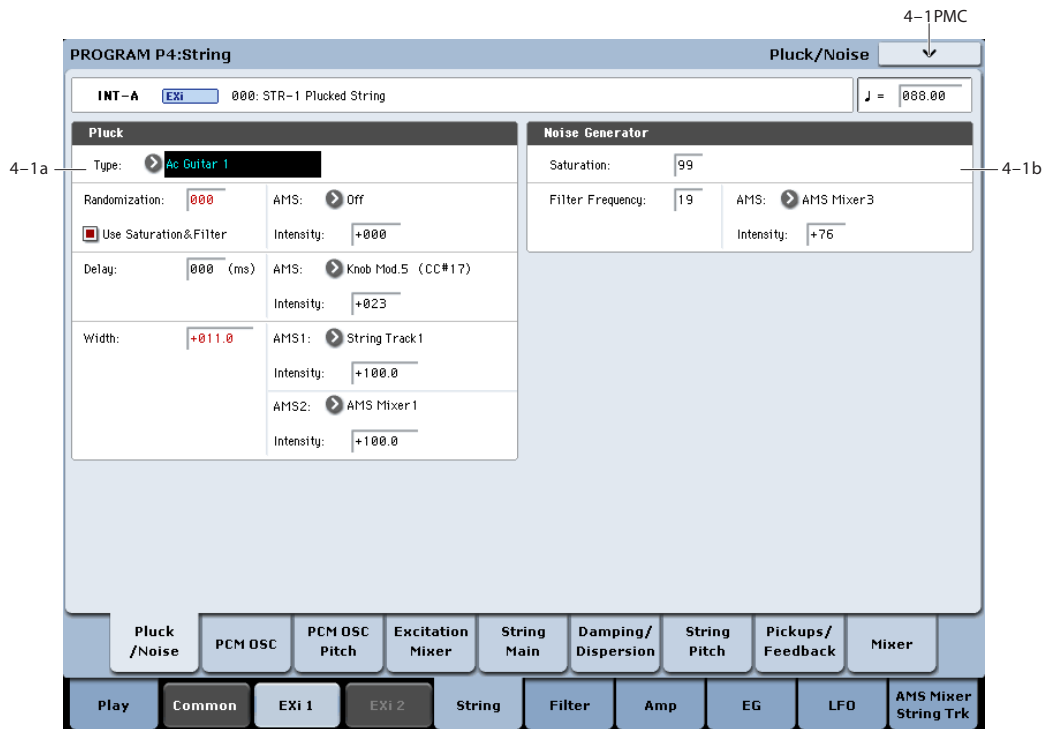 4–1PMC
PROGRAM P4:String
Pluck/Noise
INT-A EXi 000: STR-1 Plucked String
♩ = 088.00
Pluck
4–1a
Type: Ac Guitar 1
Randomization: 000 AMS: Off
Use Saturation&Filter Intensity: +000
Delay: 000 (ms) AMS: Knob Mod.5 (CC#17)
Intensity: +023
Width: +011.0 AMS1: String Track1
Intensity: +100.0
AMS2: AMS Mixer1
Intensity: +100.0
Noise Generator
Saturation: 99
4–1b
Filter Frequency: 19 AMS: AMS Mixer3
Intensity: +76
Pluck
/Noise
PCM OSC
PCM OSC
Pitch
Excitation
Mixer
String
Main
Damping/
Dispersion
String
Pitch
Pickups/
Feedback
Mixer
Play
Common
EXi 1
EXi 2
String
Filter
Amp
EG
LFO
AMS Mixer
String Trk